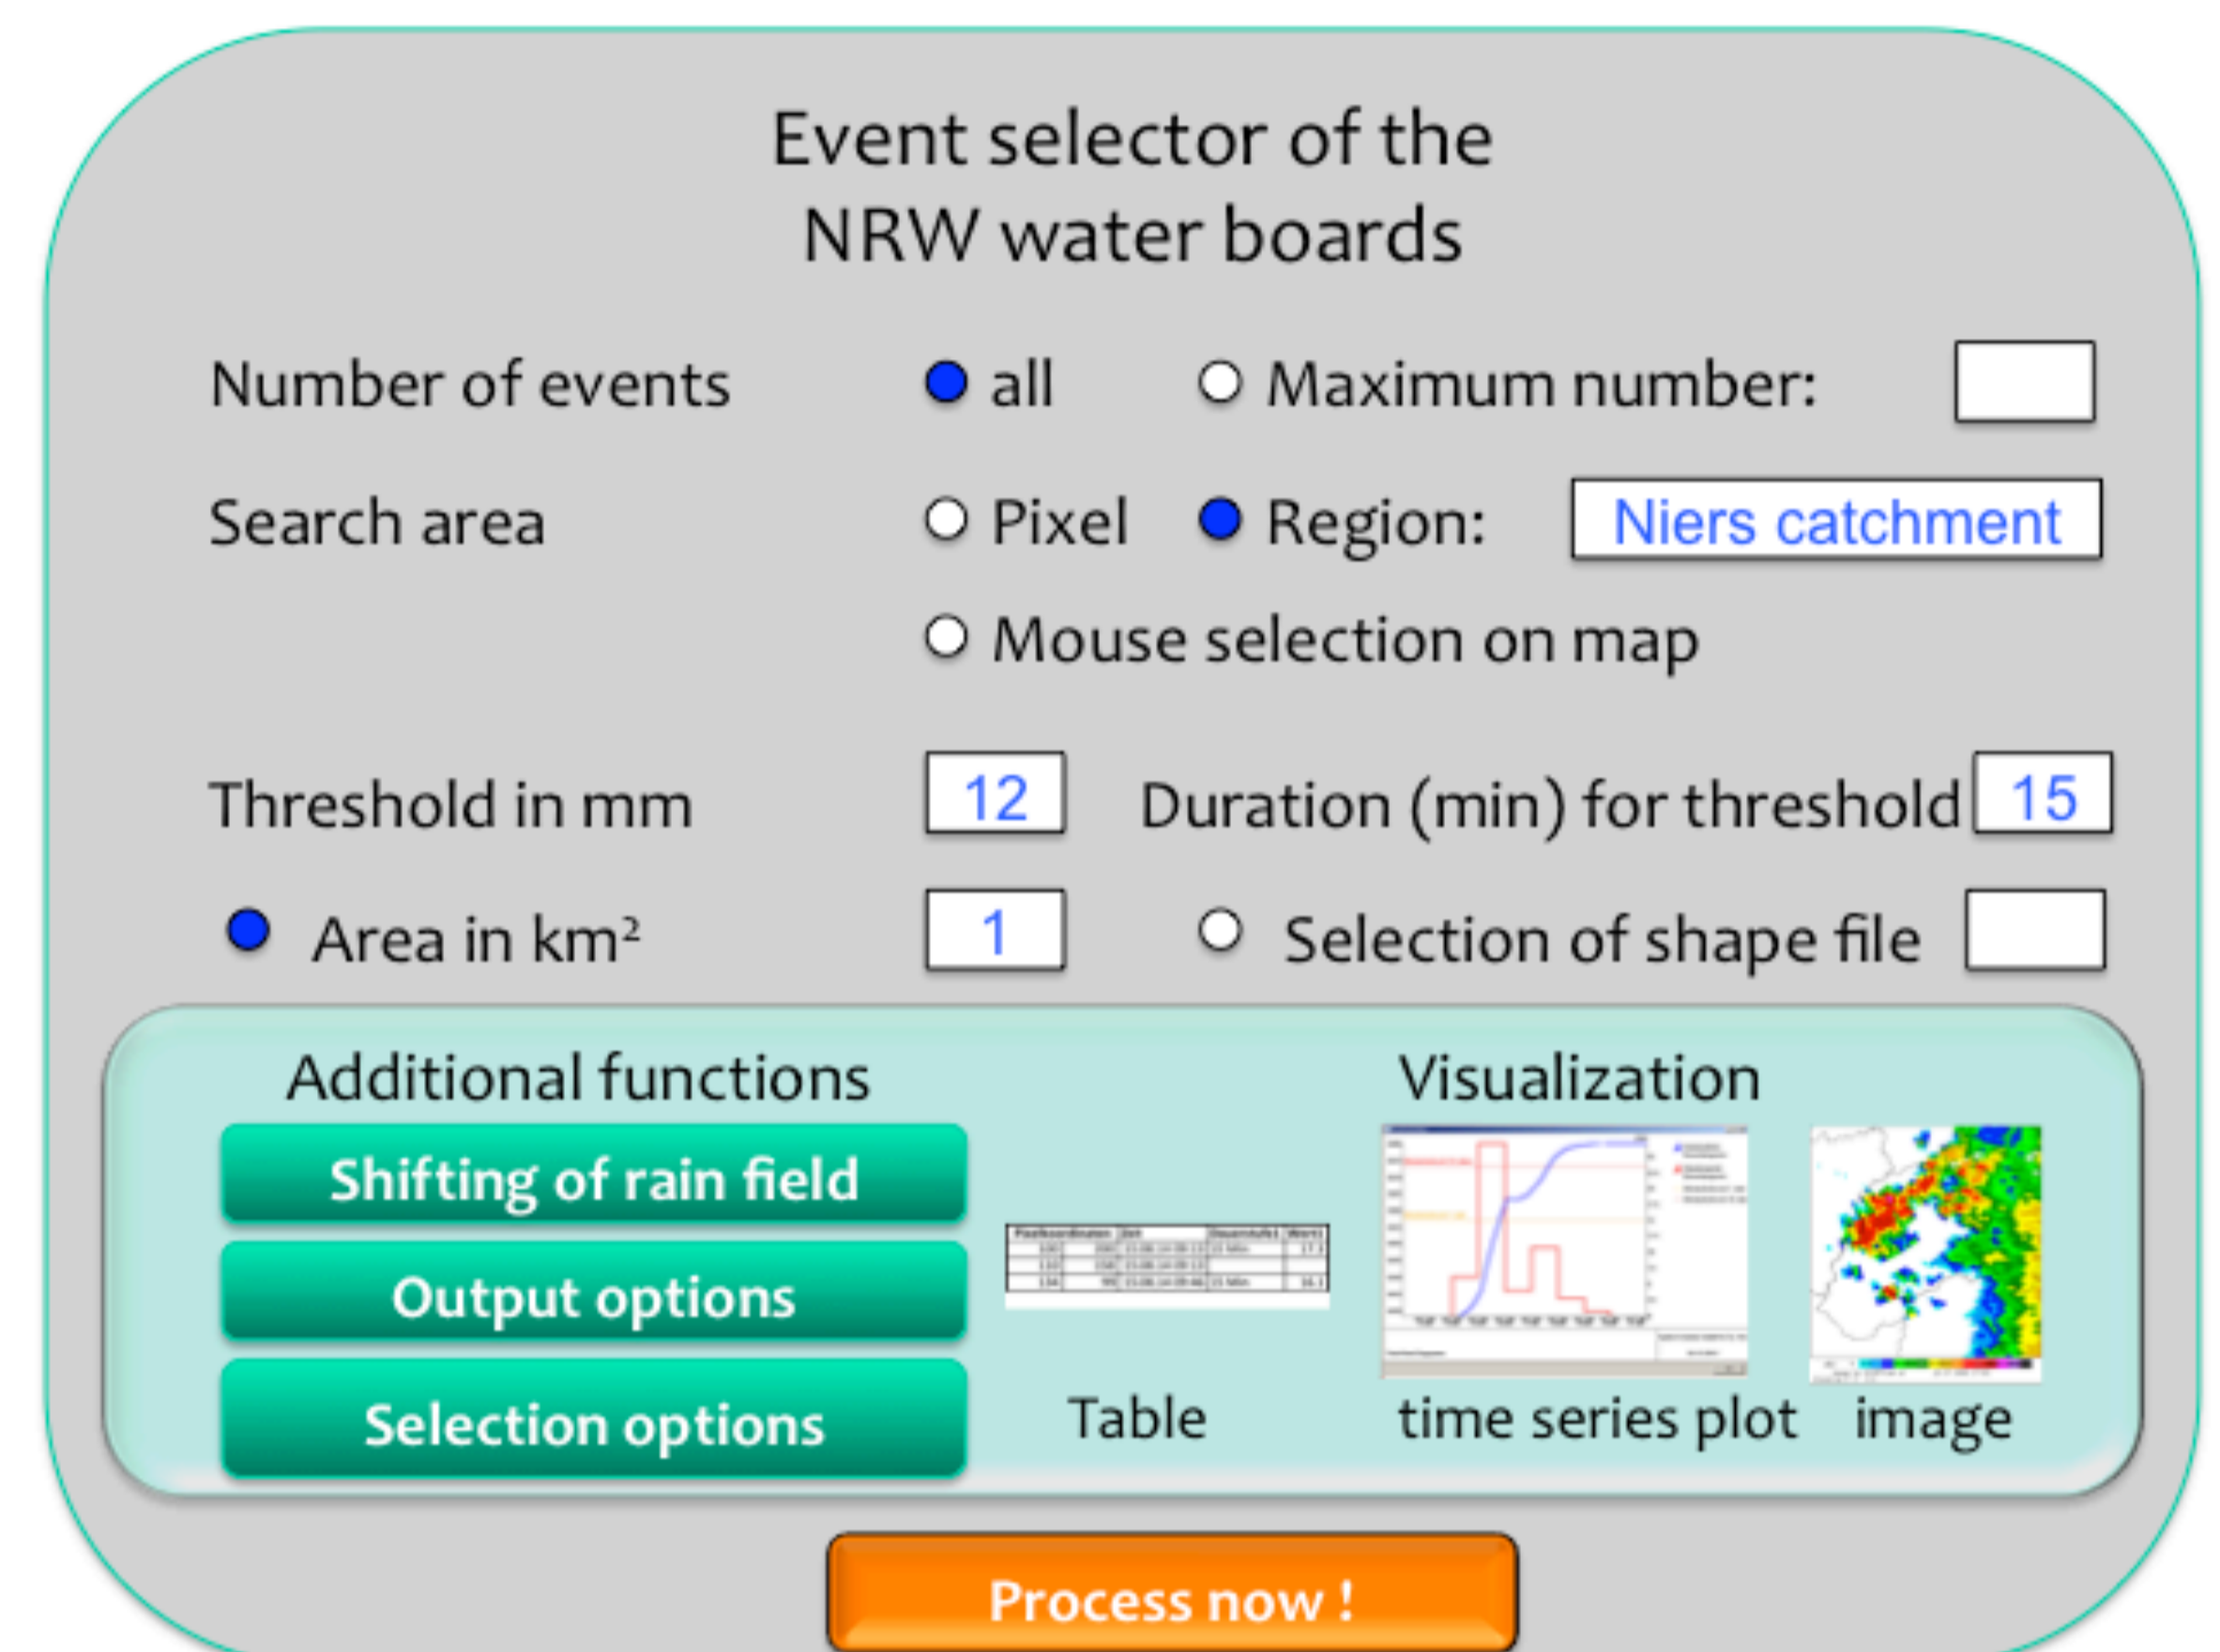 Event selector of the
NRW water boards
Number of events all Maximum number:
Search area Pixel Region: Niers catchment
Mouse selection on map
Threshold in mm 12 Duration (min) for threshold 15
Area in km² 1 Selection of shape file
Additional functions Visualization
Shifting of rain field
Output options
Selection options
Table time series plot image
Process now !